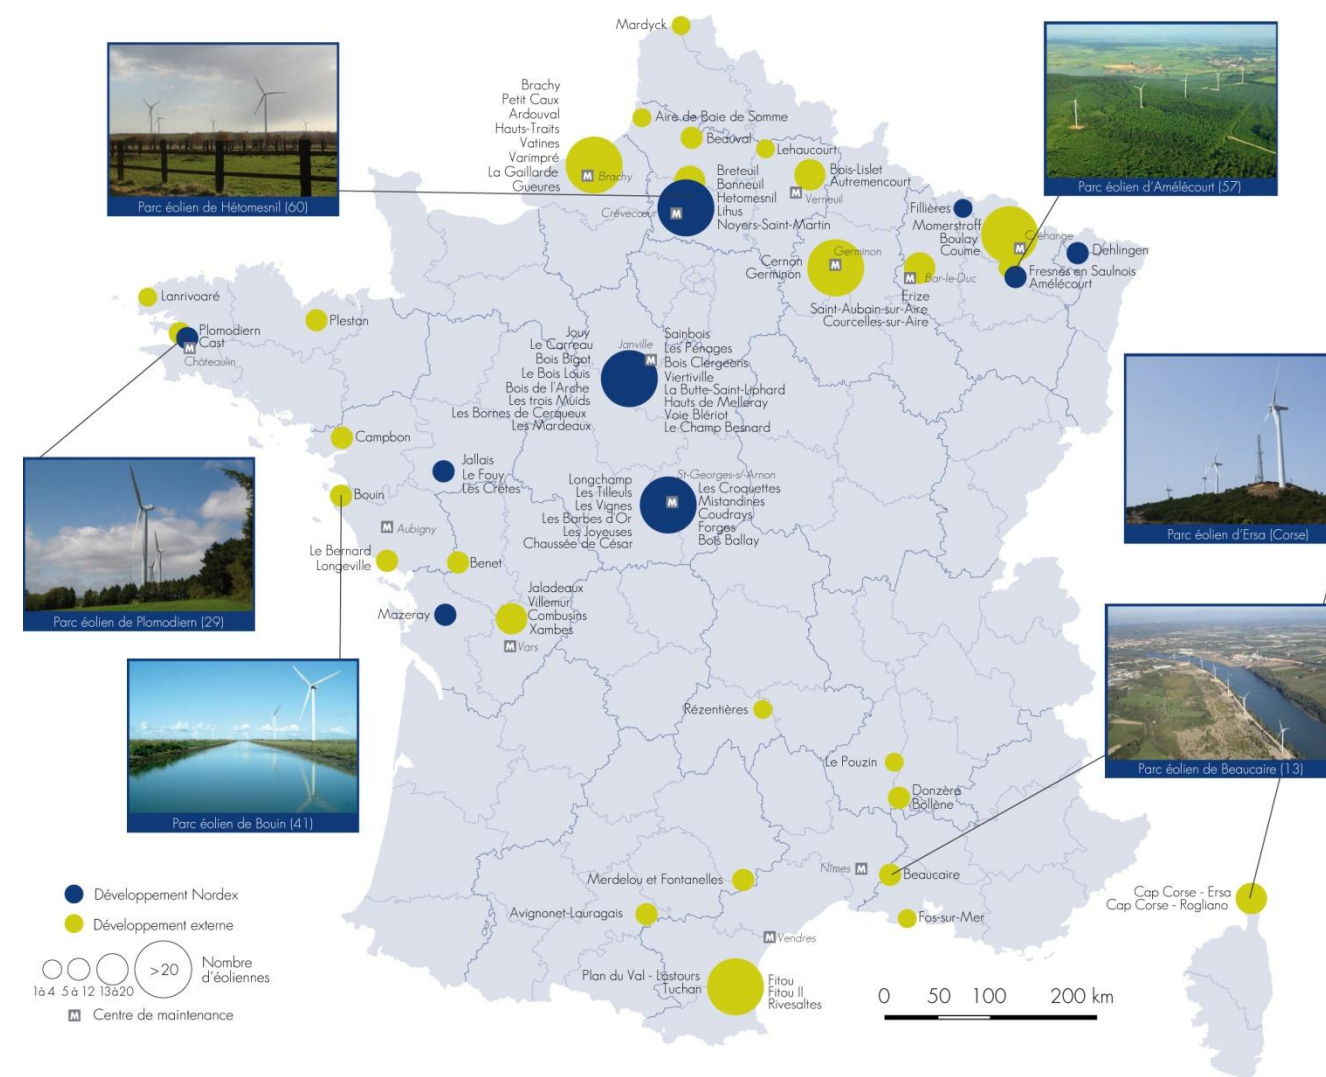 Mardyck
Parc éolien de Hétomesnil (60)
Brachy
Petit Caux
Ardouval
Hauts-Traits
Vatines
Varimpré
La Gaillarde
Gueures
M Brachy
Aire de Baie de Somme
Beauval
Lehaucourt
Breteuil
Bonneuil
Hetomesnil
Lihus
Noyers-Saint-Martin
Crèvecœur M
Bois-Lislet
Autremencourt
M Verneuil
Parc éolien d'Amélécourt (57)
Fillières
Momerstroff
Boulay
Coume
Créhange
M
Dehlingen
Fresnes en Saulnois
Amélécourt
Germinon
M
Cernon
Germinon
M Bar-le-Duc
Erize
Saint-Aubain-sur-Aire
Courcelles-sur-Aire
Lanrivoaré
Plomodiern
Cast
M
Châteaulin
Plestan
Jouy
Le Carreau
Bois Bigot
Le Bois Louis
Bois de l'Arche
Les trois Muids
Les Bornes de Cerqueux
Les Mardeaux
Janville
M
Sainbois
Les Pénages
Bois Clergeons
Viertiville
La Butte-Saint-Liphard
Hauts de Melleray
Voie Blériot
Le Champ Besnard
Campbon
Jallais
Le Fouy
Les Crêtes
Bouin
M Aubigny
Le Bernard
Longeville
Benet
Longchamp
Les Tilleuls
Les Vignes
Les Barbes d'Or
Les Joyeuses
Chaussée de César
St-Georges-s/-Arnon
M
Les Croquettes
Mistandines
Coudrays
Forges
Bois Ballay
Parc éolien d'Ersa (Corse)
Parc éolien de Plomodiern (29)
Mazeray
Jaladeaux
Villemur
Combusins
Xambes
M Vars
Parc éolien de Bouin (41)
Rézentières
Le Pouzin
Donzère
Bollène
Parc éolien de Beaucaire (13)
Merdelou et Fontanelles
Nîmes M
Beaucaire
Avignonet-Lauragais
Fos-sur-Mer
M Vendres
Cap Corse - Ersa
Cap Corse - Rogliano
Plan du Val - Lastours
Tuchan
Fitou
Fitou II
Rivesaltes
Développement Nordex
Développement externe
>20
Nombre
d'éoliennes
1à 4 5 à 12 13à20
M Centre de maintenance
0 50 100 200 km